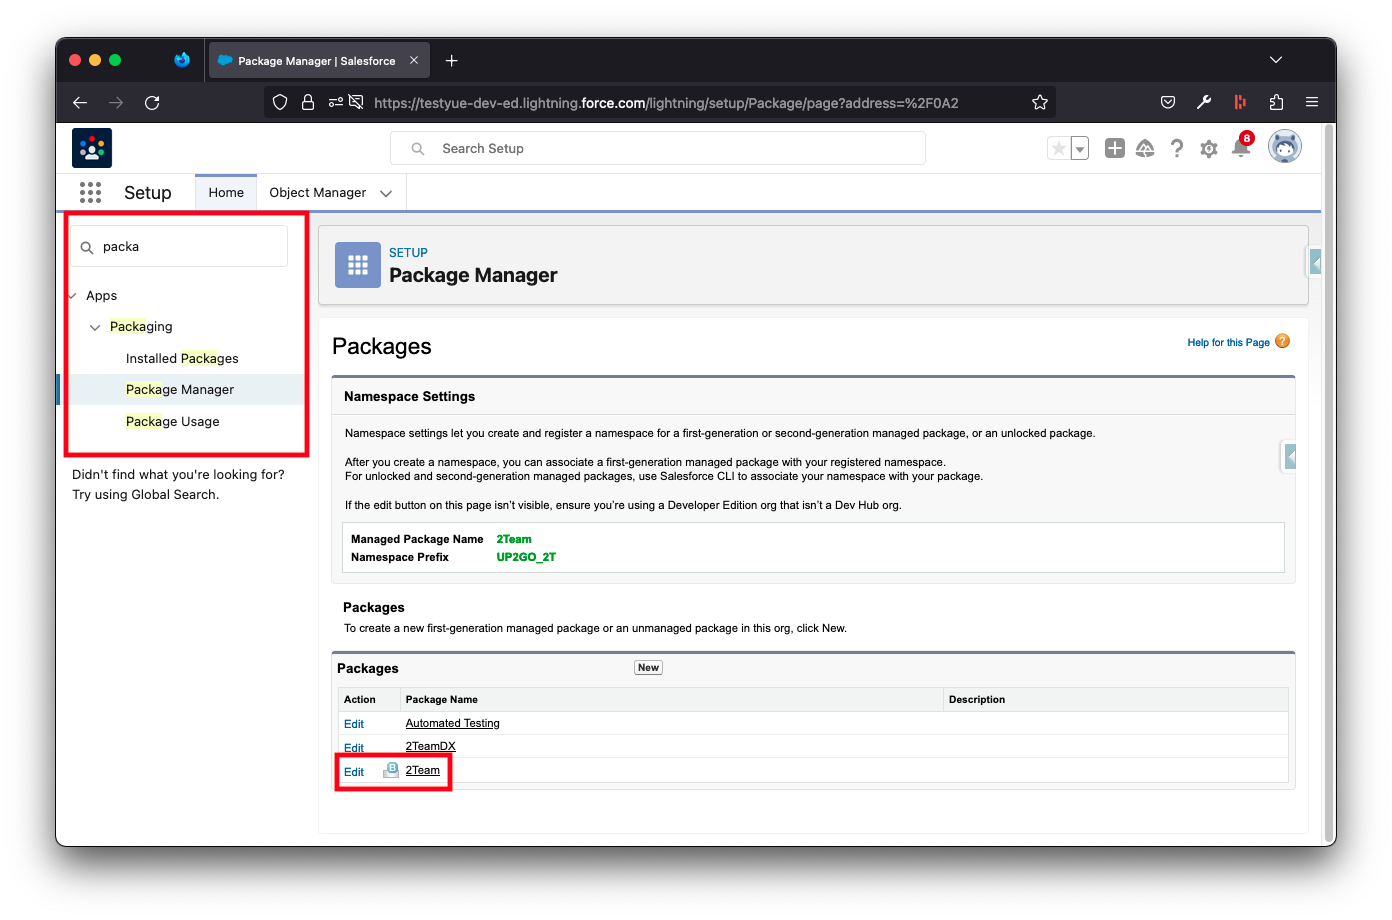 Package Manager | Salesforce
https://testyue-dev-ed.lightning.force.com/lightning/setup/Package/page?address=%2F0A2
Search Setup
8
Setup
Home
Object Manager
packa
Apps
Packaging
Installed Packages
Package Manager
Package Usage
Didn't find what you're looking for?
Try using Global Search.
SETUP
Package Manager
Packages
Help for this Page ?
Namespace Settings
Namespace settings let you create and register a namespace for a first-generation or second-generation managed package, or an unlocked package.
After you create a namespace, you can associate a first-generation managed package with your registered namespace.
For unlocked and second-generation managed packages, use Salesforce CLI to associate your namespace with your package.
If the edit button on this page isn't visible, ensure you're using a Developer Edition org that isn't a Dev Hub org.
Managed Package Name 2Team
Namespace Prefix UP2GO_2T
Packages
To create a new first-generation managed package or an unmanaged package in this org, click New.
Packages New
Action Package Name Description
Edit Automated Testing
Edit 2TeamDX
Edit B 2Team